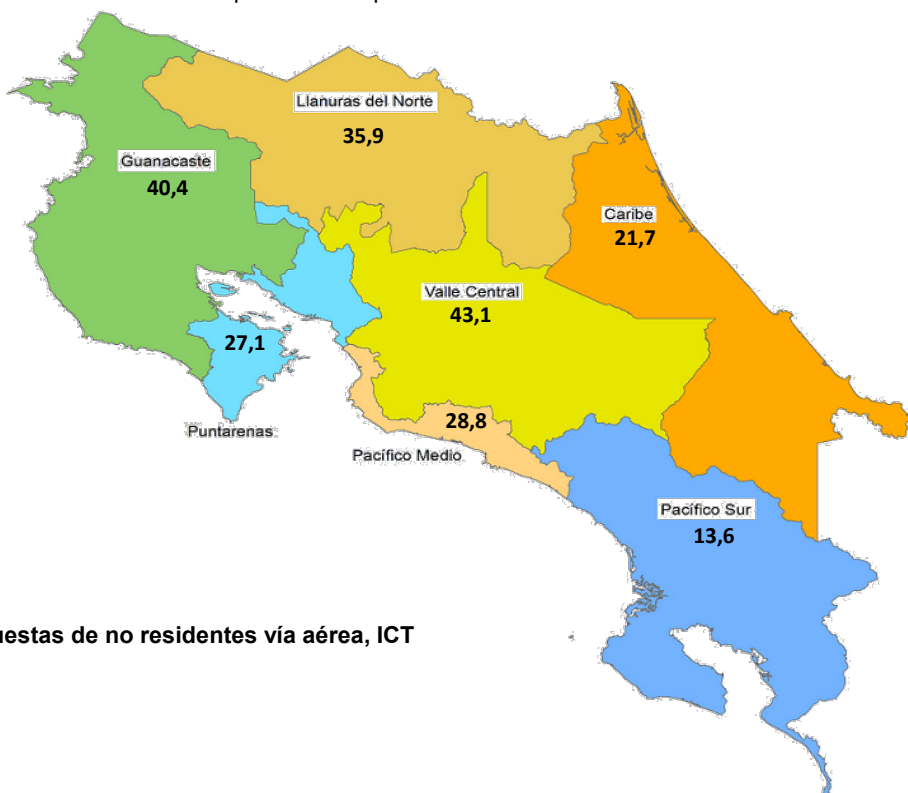 Llanuras del Norte
35,9
Guanacaste
40,4
Caribe
21,7
Valle Central
43,1
27,1
Puntarenas
28,8
Pacífico Medio
Pacífico Sur
13,6
de no residentes vía aérea, ICT